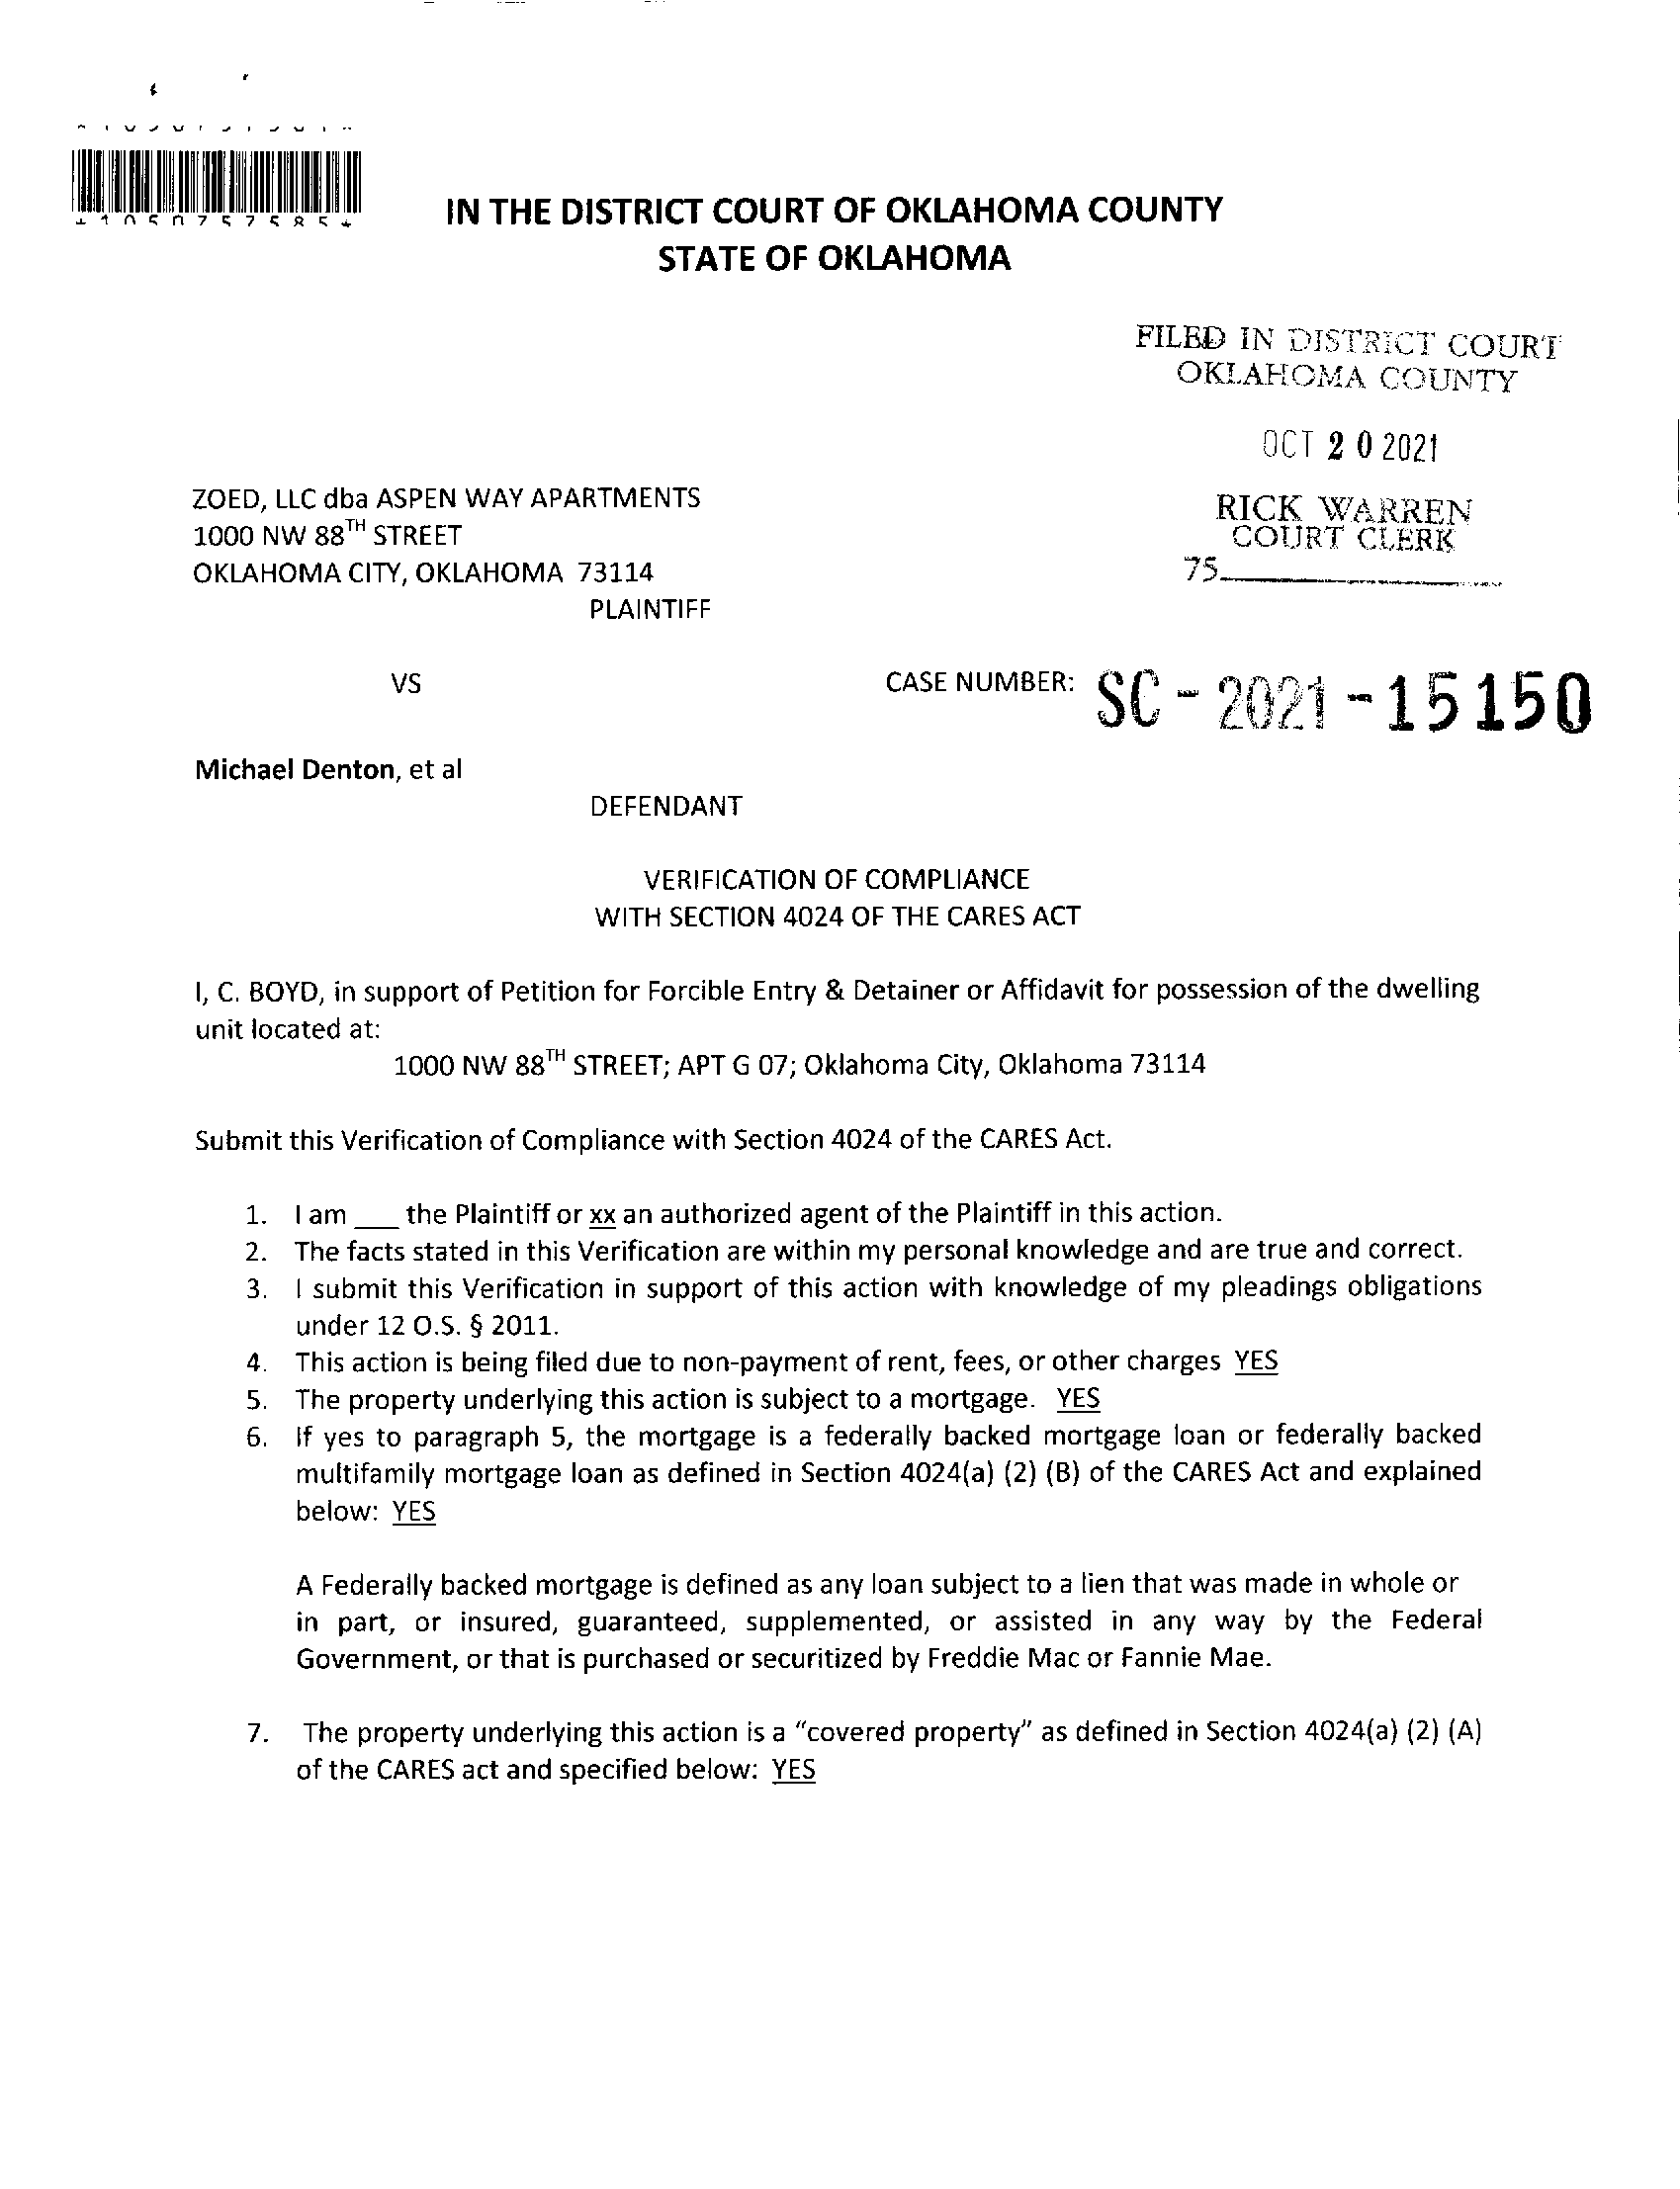 *1050757585*
IN THE DISTRICT COURT OF OKLAHOMA COUNTY
STATE OF OKLAHOMA
FILED IN DISTRICT COURT
OKLAHOMA COUNTY
OCT 20 2021
RICK WARREN
COURT CLERK
75
ZOED, LLC dba ASPEN WAY APARTMENTS
1000 NW 88TH STREET
OKLAHOMA CITY, OKLAHOMA 73114
PLAINTIFF
VS
CASE NUMBER: SC-2021-15150
Michael Denton, et al
DEFENDANT
VERIFICATION OF COMPLIANCE
WITH SECTION 4024 OF THE CARES ACT
I, C. BOYD, in support of Petition for Forcible Entry & Detainer or Affidavit for possession of the dwelling
unit located at:
1000 NW 88TH STREET; APT G 07; Oklahoma City, Oklahoma 73114
Submit this Verification of Compliance with Section 4024 of the CARES Act.
1. I am ___ the Plaintiff or xx an authorized agent of the Plaintiff in this action.
2. The facts stated in this Verification are within my personal knowledge and are true and correct.
3. I submit this Verification in support of this action with knowledge of my pleadings obligations
under 12 O.S. § 2011.
4. This action is being filed due to non-payment of rent, fees, or other charges YES
5. The property underlying this action is subject to a mortgage. YES
6. If yes to paragraph 5, the mortgage is a federally backed mortgage loan or federally backed
multifamily mortgage loan as defined in Section 4024(a) (2) (B) of the CARES Act and explained
below: YES
A Federally backed mortgage is defined as any loan subject to a lien that was made in whole or
in part, or insured, guaranteed, supplemented, or assisted in any way by the Federal
Government, or that is purchased or securitized by Freddie Mac or Fannie Mae.
7. The property underlying this action is a "covered property" as defined in Section 4024(a) (2) (A)
of the CARES act and specified below: YES